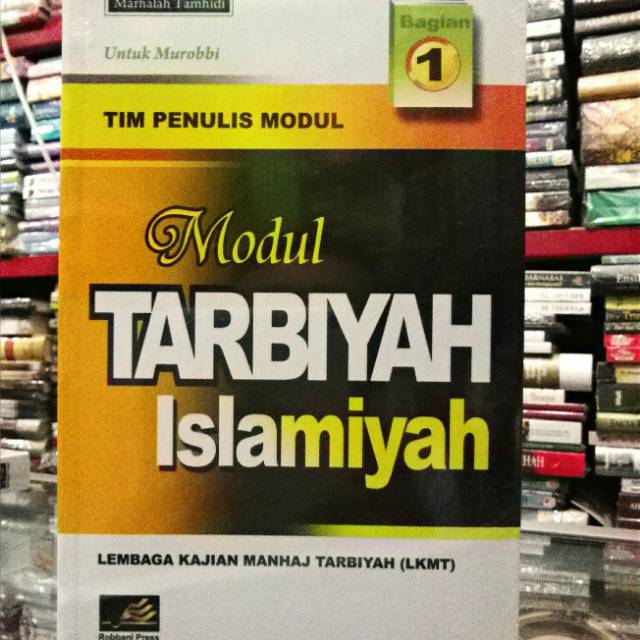 Marhalah Tamhidi
Untuk Murobbi
Bagian
1
TIM PENULIS MODUL
Modul
TARBIYAH
Islamiyah
LEMBAGA KAJIAN MANHAJ TARBIYAH (LKMT)
Robbani Press